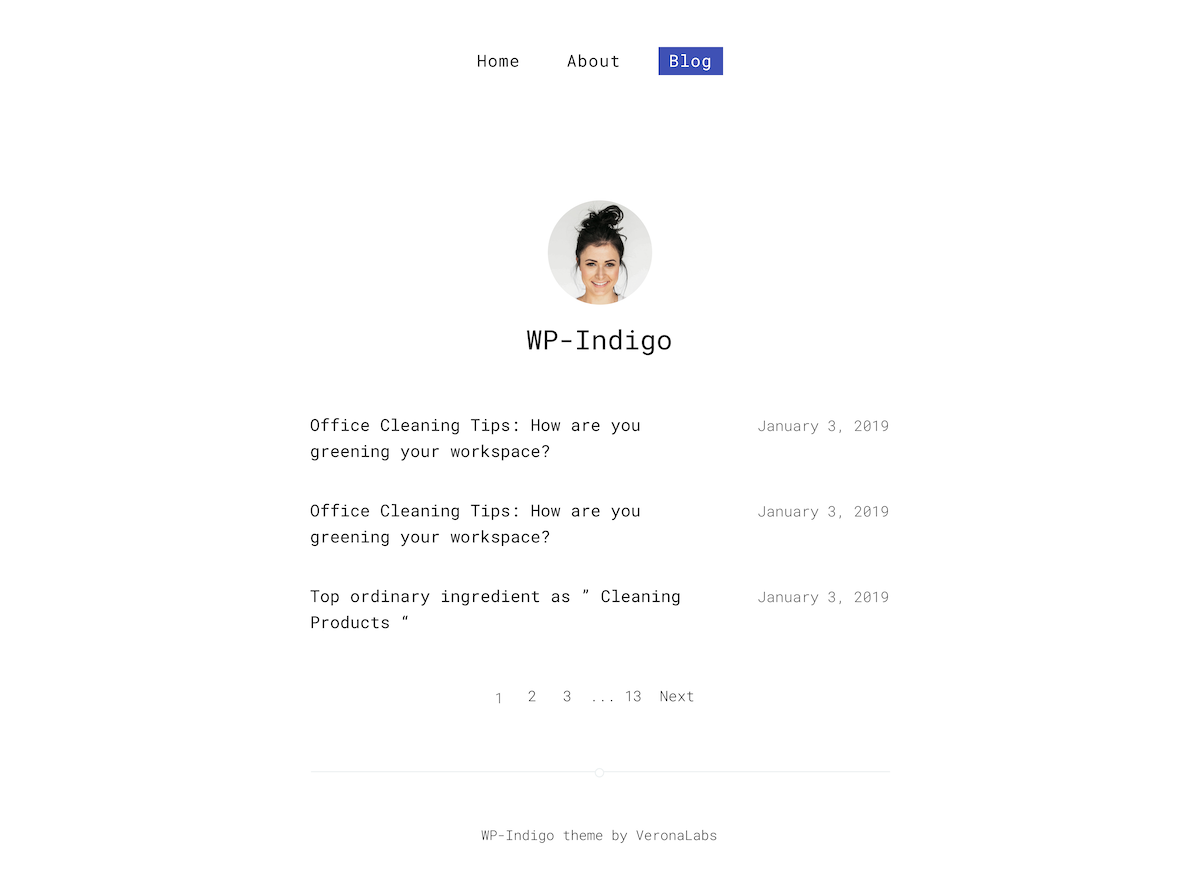 Home About Blog
WP-Indigo
Office Cleaning Tips: How are you January 3, 2019
greening your workspace?
Office Cleaning Tips: How are you January 3, 2019
greening your workspace?
Top ordinary ingredient as ” Cleaning January 3, 2019
Products “
1 2 3 ... 13 Next
WP-Indigo theme by VeronaLabs